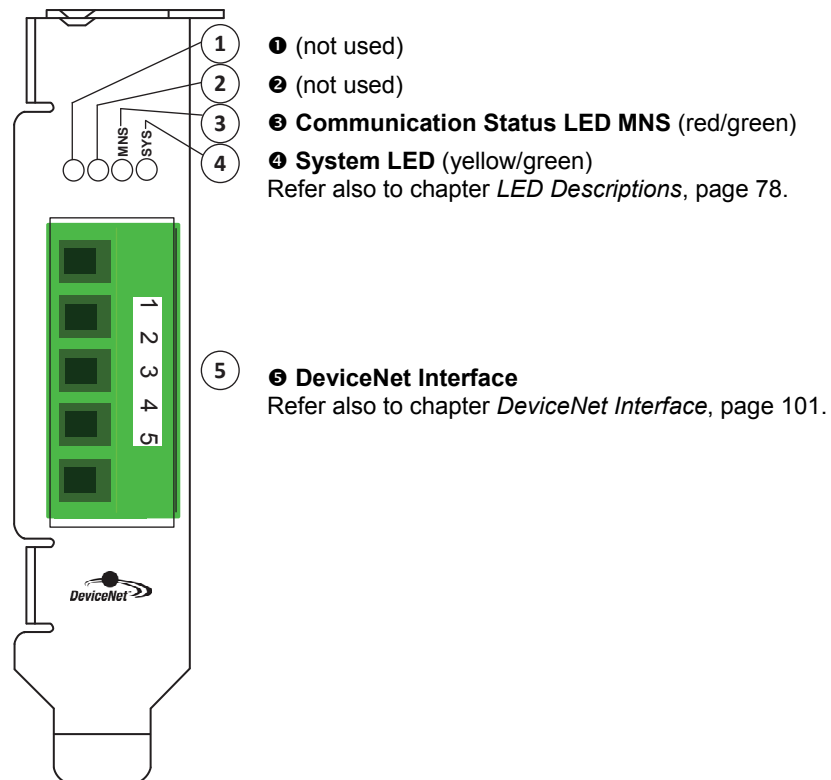 1
2
3
4
MNS
SYS
❶ (not used)
❷ (not used)
❸ Communication Status LED MNS (red/green)
❹ System LED (yellow/green)
Refer also to chapter LED Descriptions, page 78.
1
2
3
4
5
5
❺ DeviceNet Interface
Refer also to chapter DeviceNet Interface, page 101.
DeviceNet